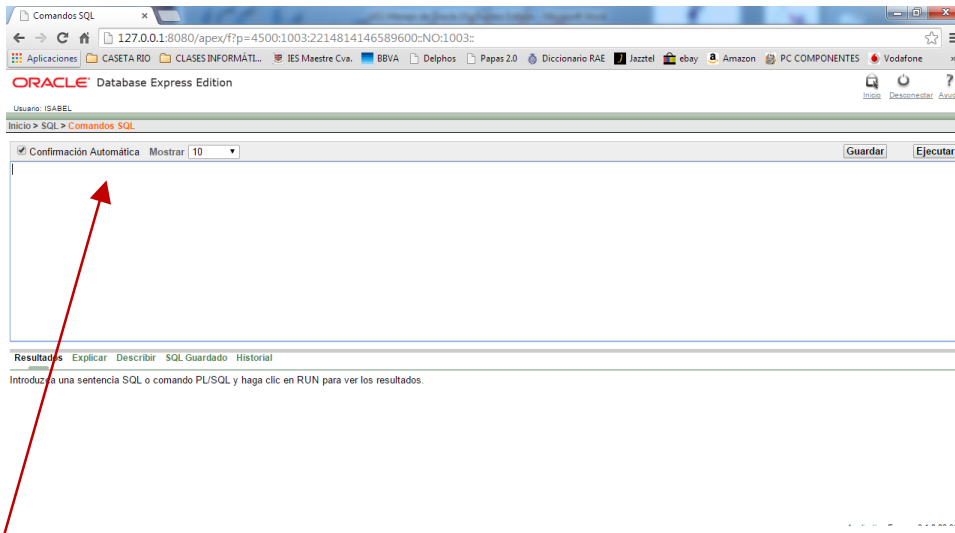 Comandos SQL
127.0.0.1:8080/apex/f?p=4500:1003:2214814146589600::NO:1003::
Aplicaciones CASETA RIO CLASES INFORMÁTI... IES Maestre Cva. BBVA Delphos Papas 2.0 Diccionario RAE Jazztel ebay Amazon PC COMPONENTES Vodafone »
ORACLE Database Express Edition
Inicio Desconectar
Usuario: ISABEL
Inicio > SQL > Comandos SQL
Confirmación Automática Mostrar 10 Guardar Ejecutar
Resultados Explicar Describir SQL Guardado Historial
Introduzca una sentencia SQL o comando PL/SQL y haga clic en RUN para ver los resultados.